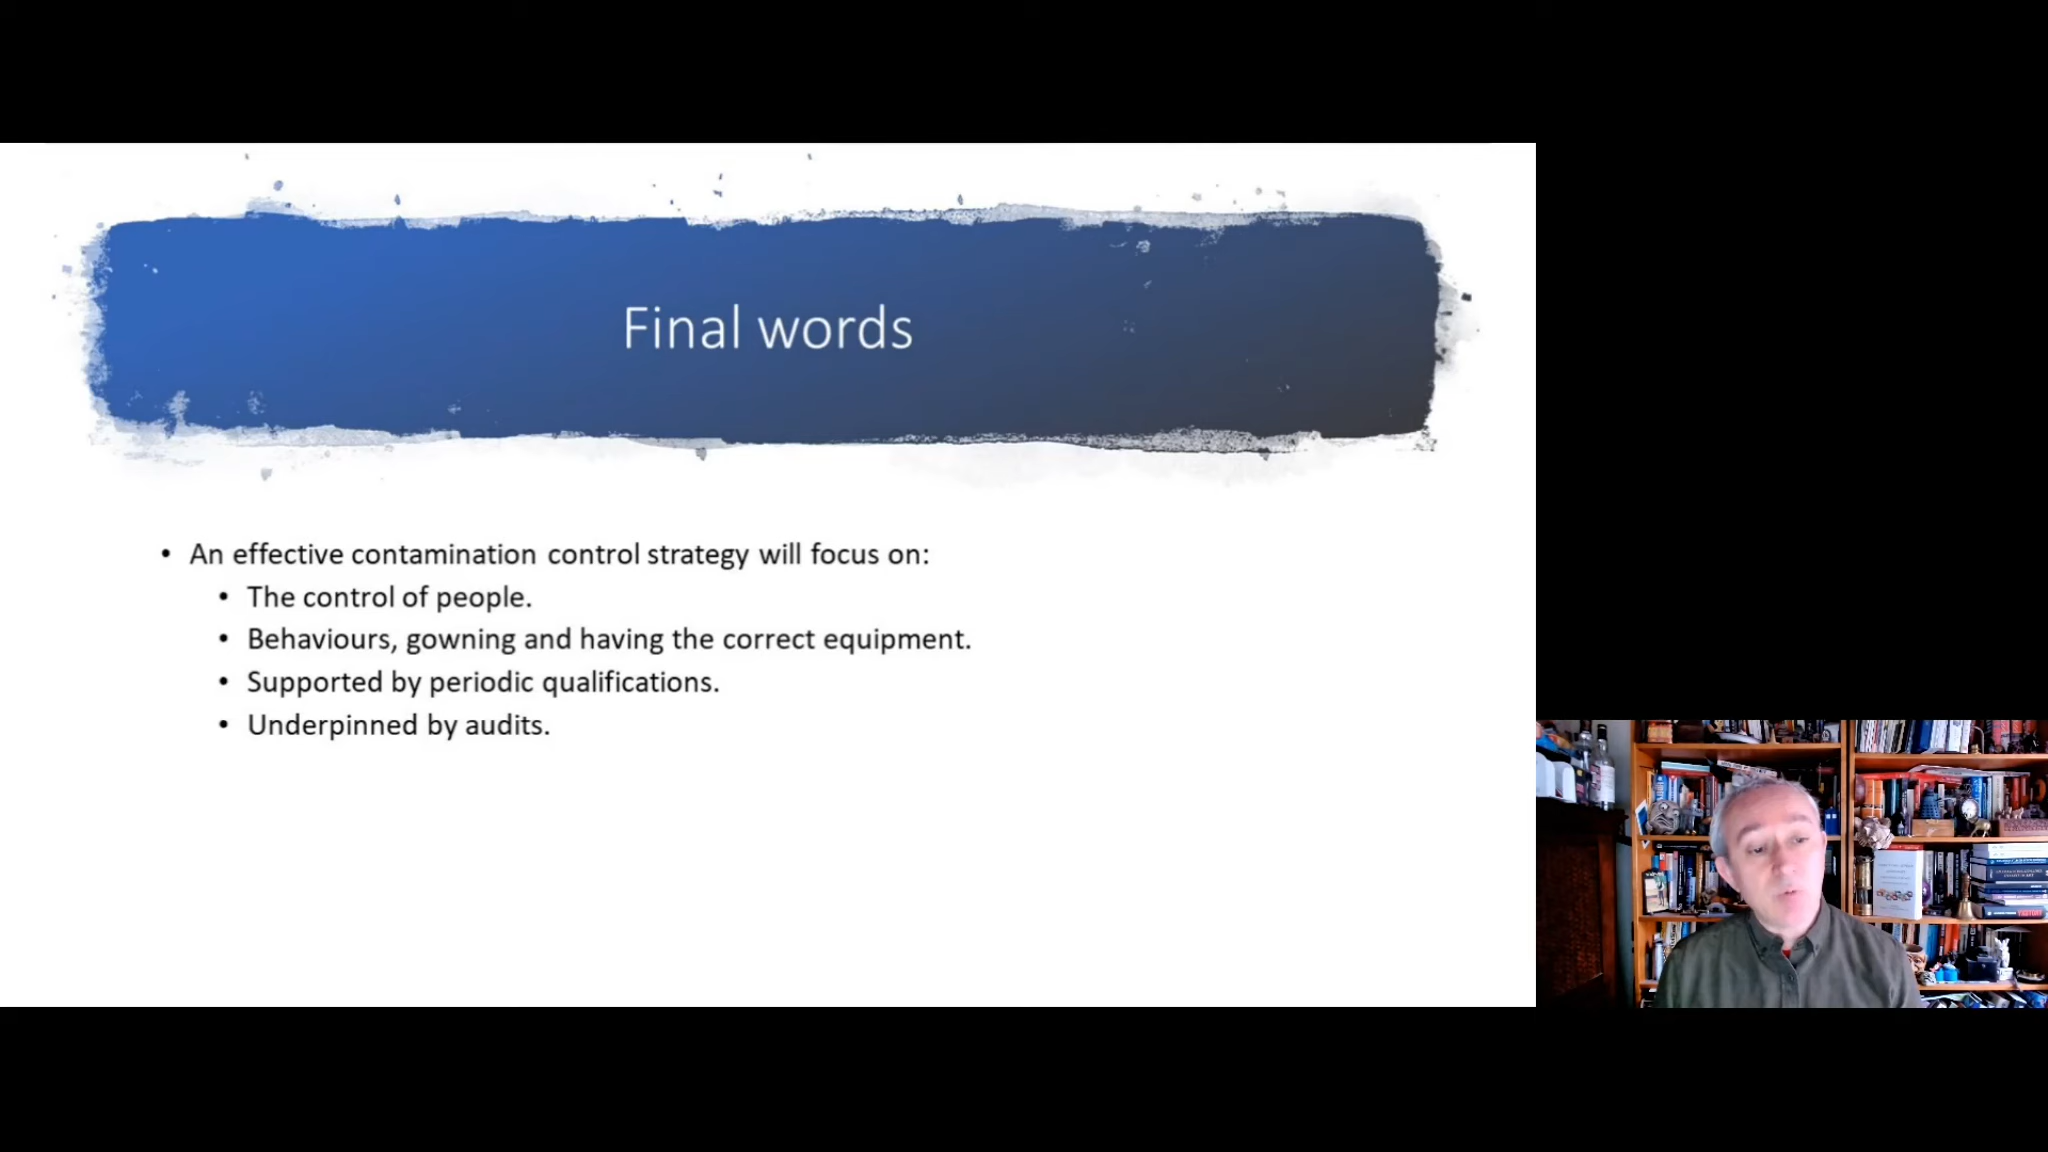 Final words
• An effective contamination control strategy will focus on:
• The control of people.
• Behaviours, gowning and having the correct equipment.
• Supported by periodic qualifications.
• Underpinned by audits.